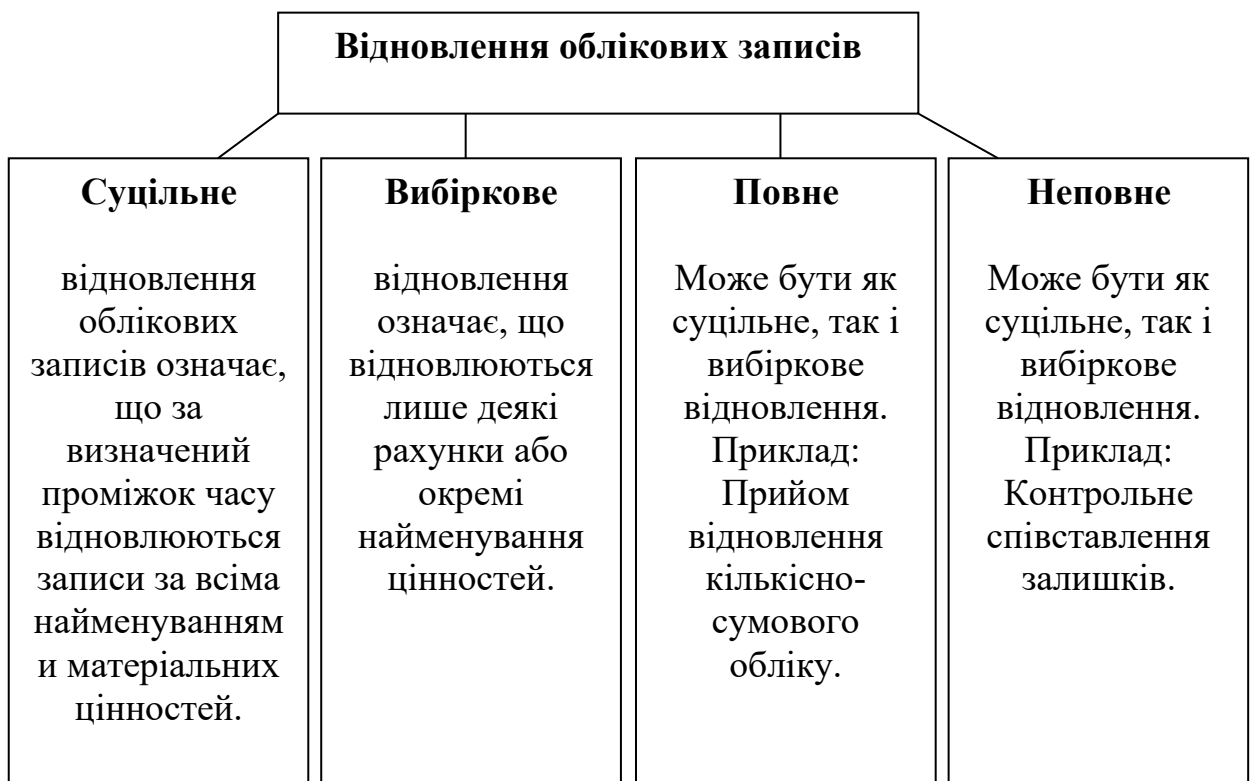 Відновлення облікових записів
Суцільне
відновлення
облікових
записів означає,
що за
визначений
проміжок часу
відновлюються
записи за всіма
найменуванням
и матеріальних
цінностей.
Вибіркове
відновлення
означає, що
відновлюються
лише деякі
рахунки або
окремі
найменування
цінностей.
Повне
Може бути як
суцільне, так і
вибіркове
відновлення.
Приклад:
Прийом
відновлення
кількісно-
сумового
обліку.
Неповне
Може бути як
суцільне, так і
вибіркове
відновлення.
Приклад:
Контрольне
співставлення
залишків.